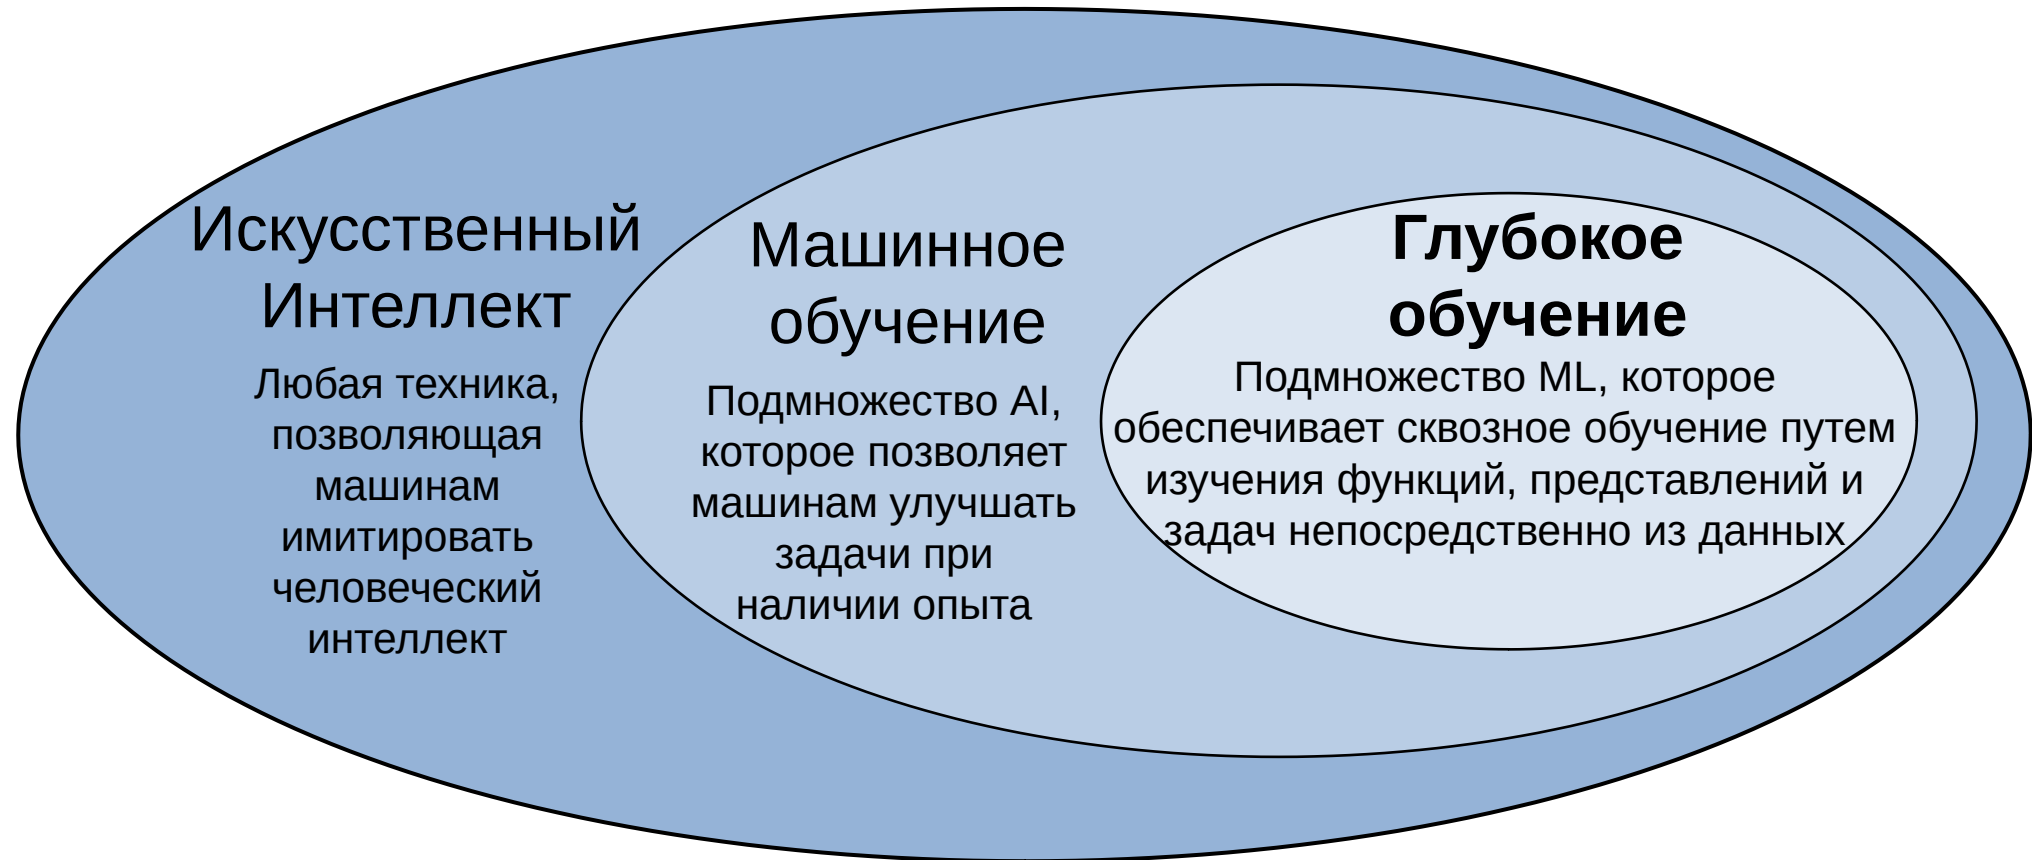 Искусственный
Интеллект
Любая техника,
позволяющая
машинам
имитировать
человеческий
интеллект
Машинное
обучение
Подмножество AI,
которое позволяет
машинам улучшать
задачи при
наличии опыта
Глубокое
обучение
Подмножество ML, которое
обеспечивает сквозное обучение путем
изучения функций, представлений и
задач непосредственно из данных